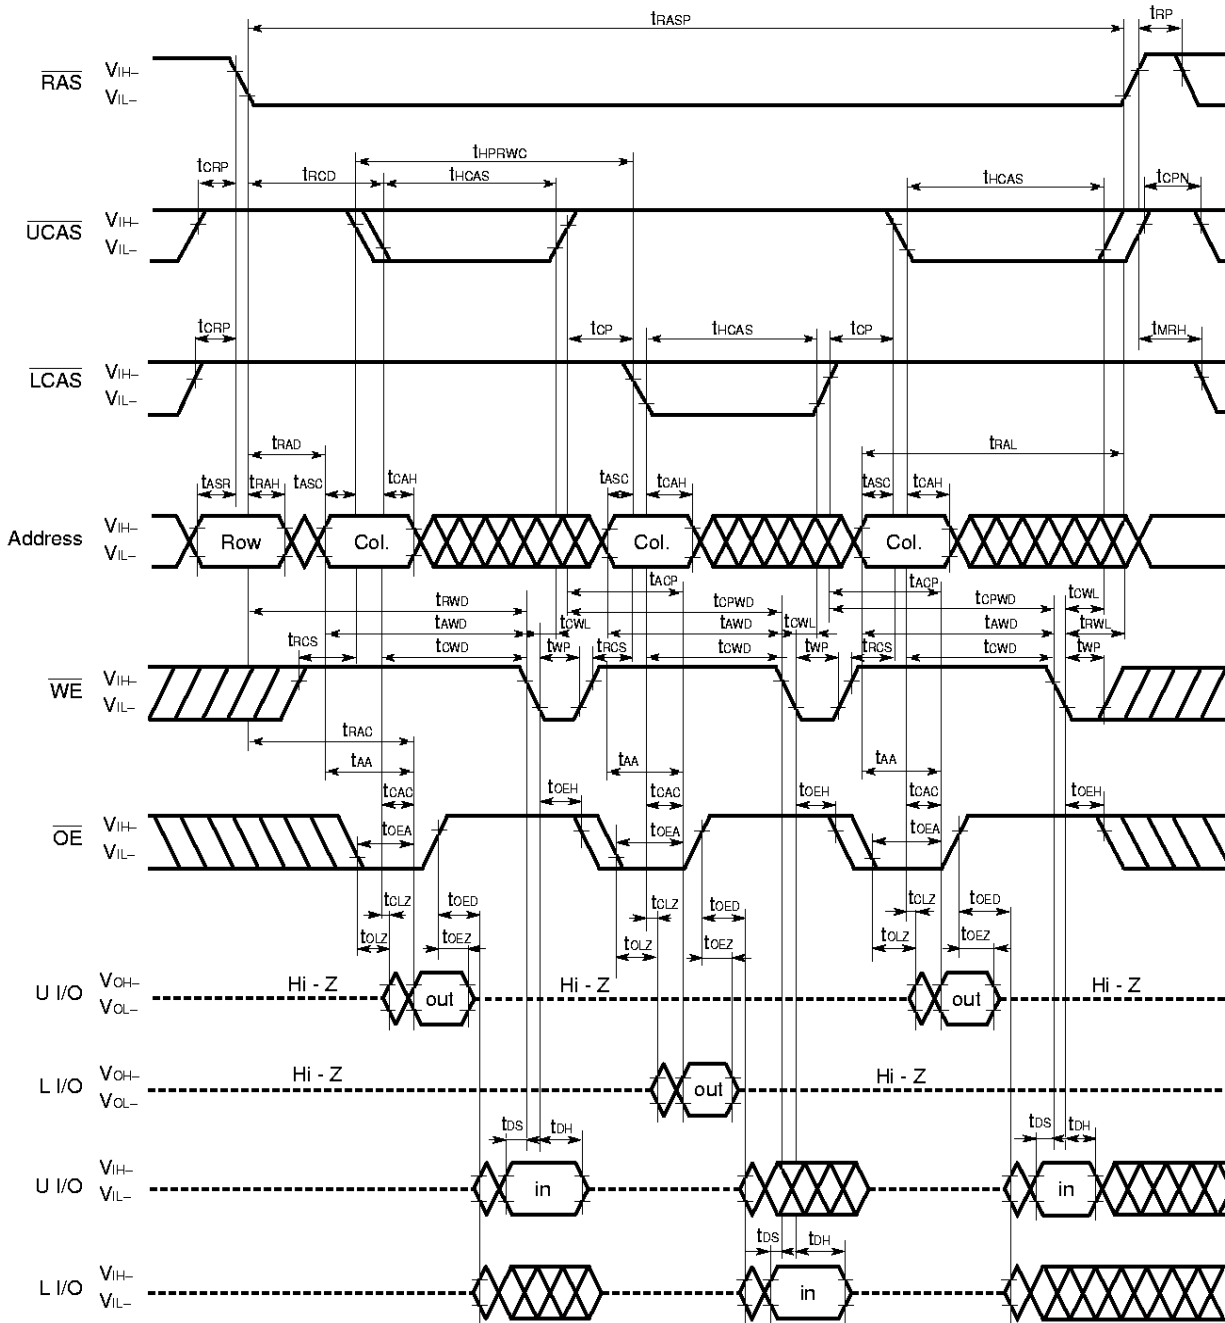 tRASP tRP
RAS VIH– VIL–
tHPRWC
tCRP tRCD tHCAS tHCAS tCPN
UCAS VIH– VIL–
tCRP tCP tHCAS tCP tMRH
LCAS VIH– VIL–
tRAD tRAL
tASR tRAH tASC tCAH tASC tCAH tASC tCAH
Address VIH– VIL– Row Col. Col. Col.
tACP tACP
tRWD tCPWD tCPWD tCWL
tAWD tCWL tAWD tCWL tAWD tRWL
tRCS tCWD tWP tRCS tCWD tWP tRCS tCWD tWP
WE VIH– VIL–
tRAC
tAA tAA tAA
tCAC tOEH tCAC tOEH tCAC tOEH
OE VIH– VIL– tOEA tOEA tOEA
tCLZ tOED tCLZ tOED tCLZ tOED
tOLZ tOEZ tOLZ tOEZ tOLZ tOEZ
U I/O VOH– VOL– Hi - Z out Hi - Z out Hi - Z
L I/O VOH– VOL– Hi - Z out Hi - Z
tDS tDH tDS tDH
U I/O VIH– VIL– in in
tDS tDH
L I/O VIH– VIL– in